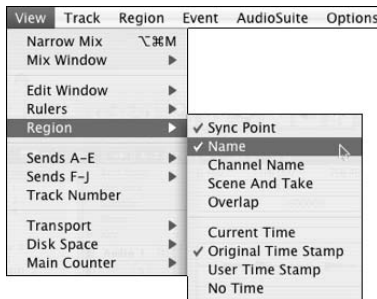 View Track Region Event AudioSuite Options
Narrow Mix ⌥⌘M
Mix Window
Edit Window
Rulers
Region
Sends A-E
Sends F-J
Track Number
Transport
Disk Space
Main Counter
✓ Sync Point
✓ Name
Channel Name
Scene And Take
Overlap
Current Time
✓ Original Time Stamp
User Time Stamp
No Time